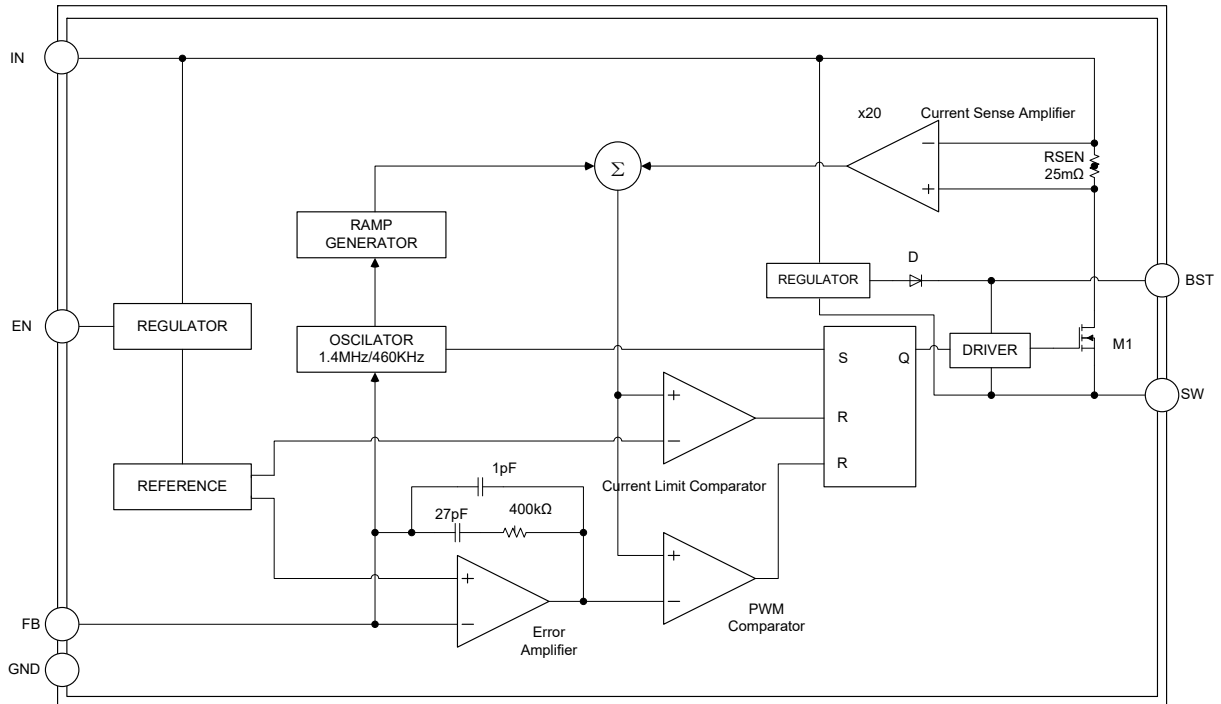 IN
x20
Current Sense Amplifier
−
+
RSEN
25mΩ
Σ
RAMP
GENERATOR
D
REGULATOR
BST
EN
REGULATOR
OSCILATOR
1.4MHz/460KHz
S
Q
DRIVER
M1
+
−
R
SW
R
Current Limit Comparator
REFERENCE
1pF
27pF
400kΩ
+
−
Error
Amplifier
+
−
PWM
Comparator
FB
GND